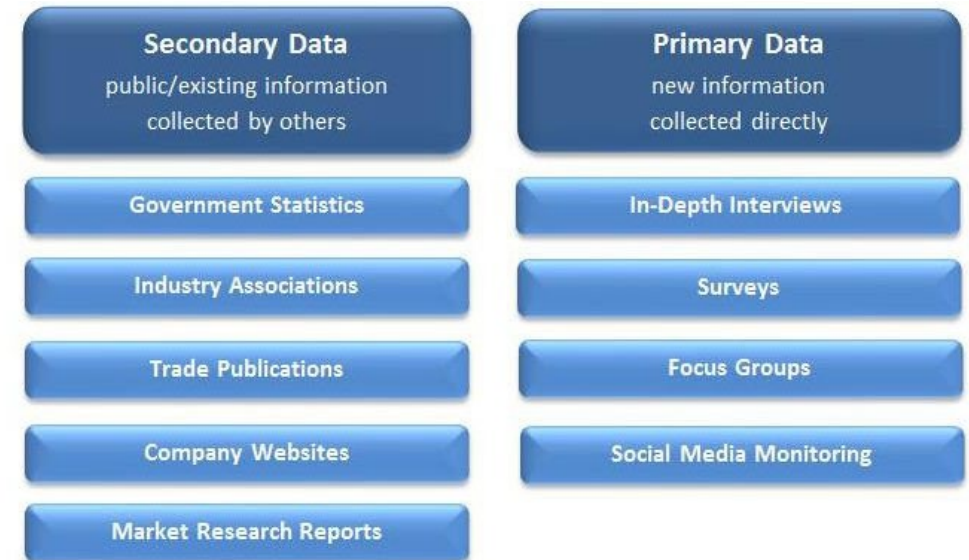 Secondary Data
public/existing information
collected by others
Government Statistics
Industry Associations
Trade Publications
Company Websites
Market Research Reports
Primary Data
new information
collected directly
In-Depth Interviews
Surveys
Focus Groups
Social Media Monitoring